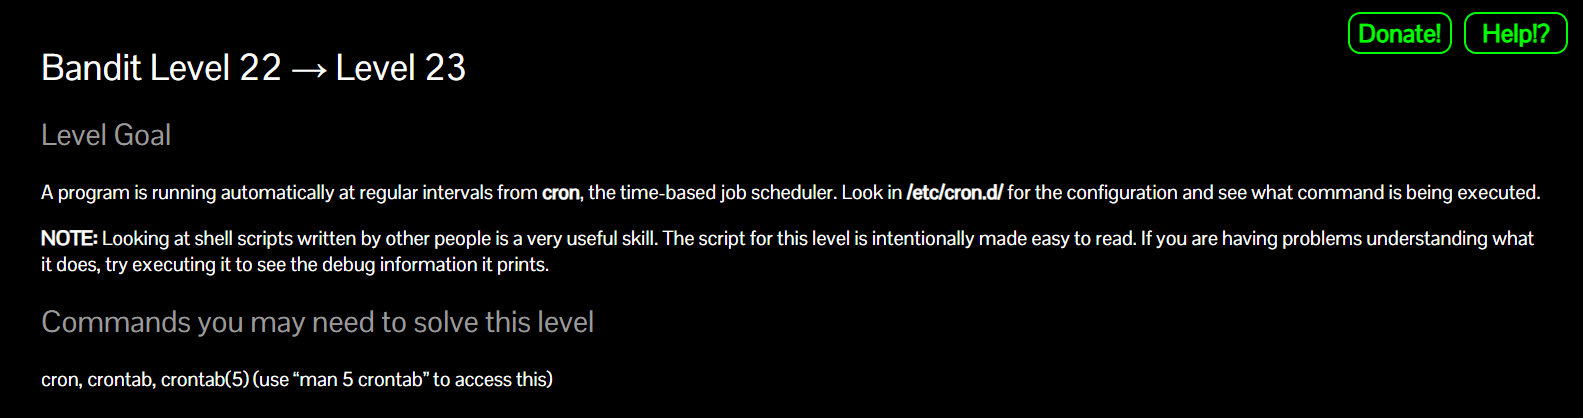 Donate! Help!?
Bandit Level 22 → Level 23
Level Goal
A program is running automatically at regular intervals from cron, the time-based job scheduler. Look in /etc/cron.d/ for the configuration and see what command is being executed.
NOTE: Looking at shell scripts written by other people is a very useful skill. The script for this level is intentionally made easy to read. If you are having problems understanding what
it does, try executing it to see the debug information it prints.
Commands you may need to solve this level
cron, crontab, crontab(5) (use “man 5 crontab” to access this)